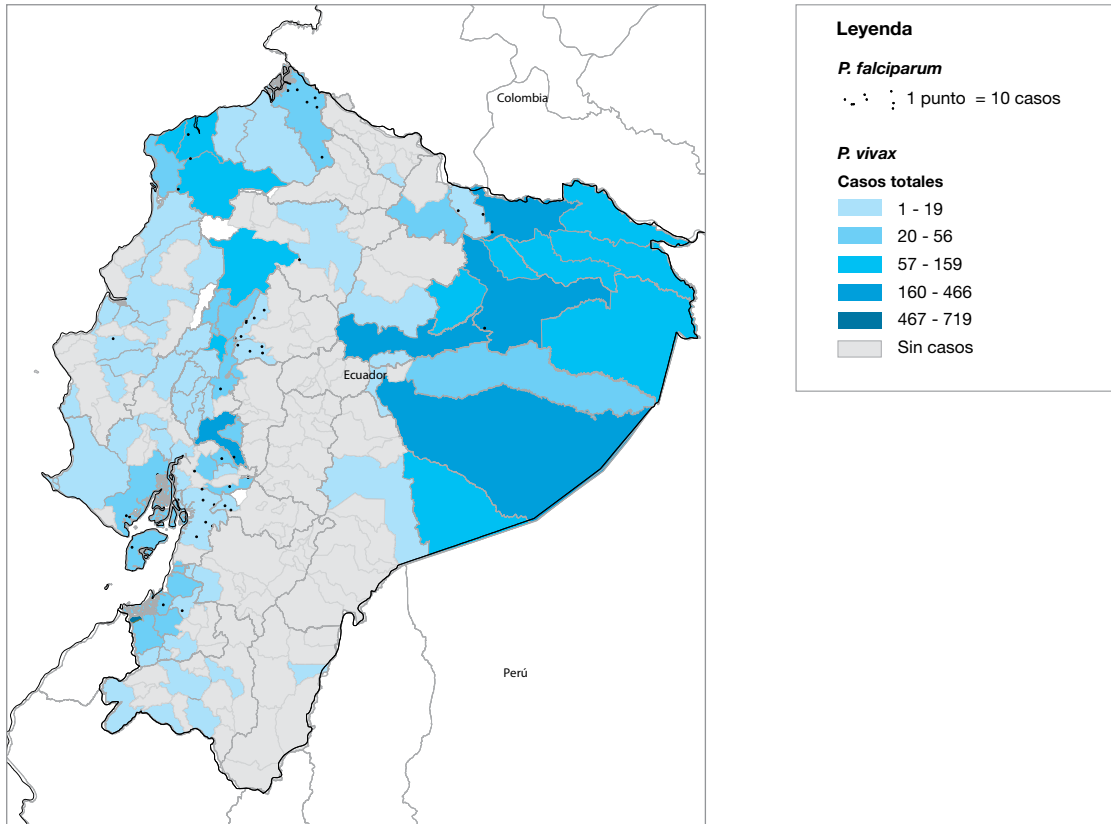 Colombia
Ecuador
Perú
Leyenda
P. falciparum
1 punto = 10 casos
P. vivax
Casos totales
1 - 19
20 - 56
57 - 159
160 - 466
467 - 719
Sin casos